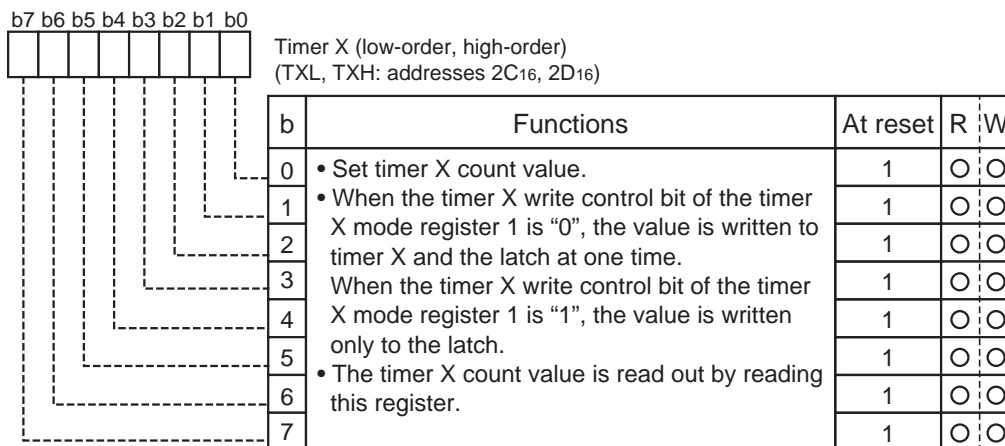 b7 b6 b5 b4 b3 b2 b1 b0
Timer X (low-order, high-order)
(TXL, TXH: addresses 2C16, 2D16)
b Functions At reset R W
0 • Set timer X count value. 1 O O
1 • When the timer X write control bit of the timer 1 O O
X mode register 1 is “0”, the value is written to
2 timer X and the latch at one time. 1 O O
3 When the timer X write control bit of the timer 1 O O
4 X mode register 1 is “1”, the value is written 1 O O
5 only to the latch. 1 O O
• The timer X count value is read out by reading
6 this register. 1 O O
7 1 O O